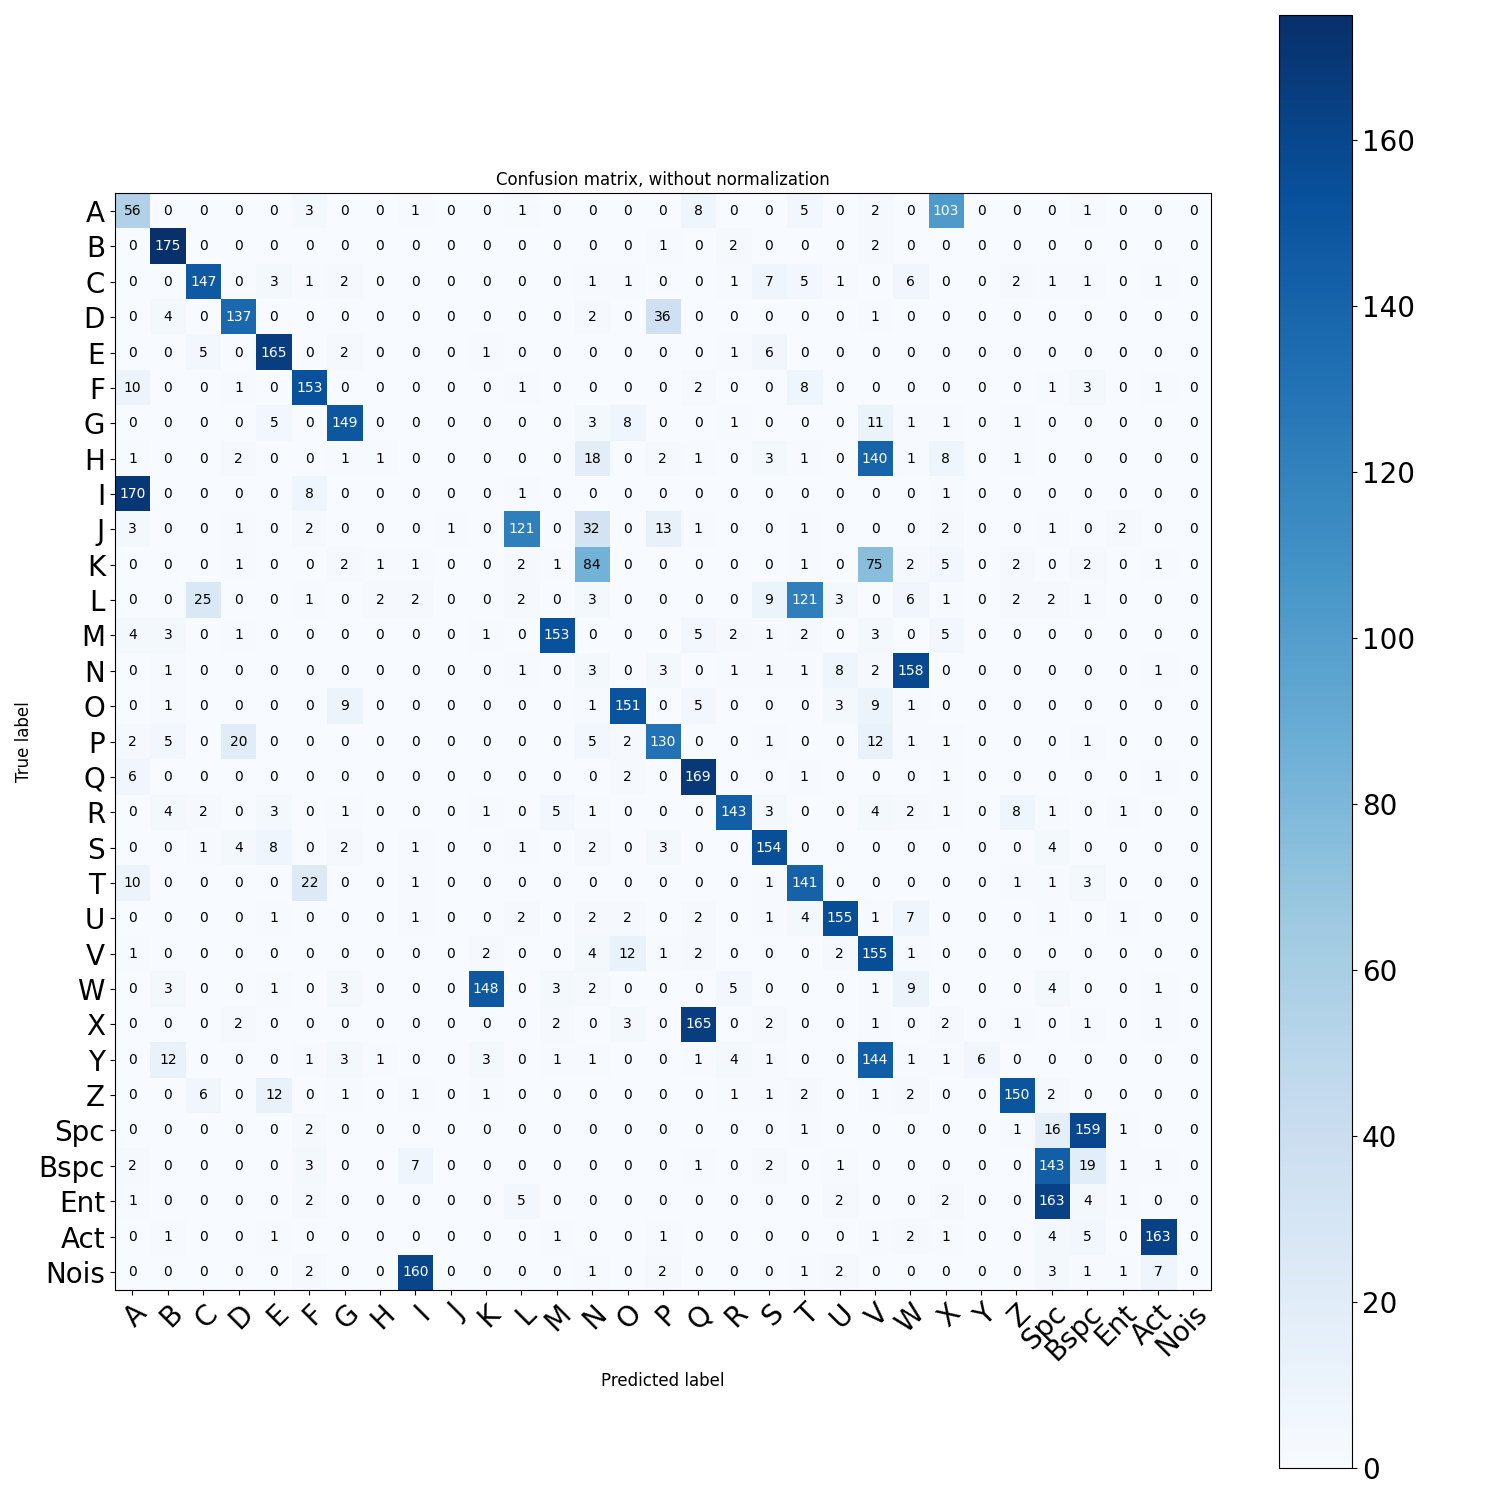 Confusion matrix, without normalization
A 56 0 0 0 0 3 0 0 1 0 0 1 0 0 0 0 8 0 0 5 0 2 0 103 0 0 0 1 0 0 0
B 0 175 0 0 0 0 0 0 0 0 0 0 0 0 0 1 0 2 0 0 0 2 0 0 0 0 0 0 0 0 0
C 0 0 147 0 3 1 2 0 0 0 0 0 0 1 1 0 0 1 7 5 1 0 6 0 0 2 1 1 0 1 0
D 0 4 0 137 0 0 0 0 0 0 0 0 0 2 0 36 0 0 0 0 0 1 0 0 0 0 0 0 0 0 0
E 0 0 5 0 165 0 2 0 0 0 1 0 0 0 0 0 0 1 6 0 0 0 0 0 0 0 0 0 0 0 0
F 10 0 0 1 0 153 0 0 0 0 0 1 0 0 0 0 2 0 0 8 0 0 0 0 0 0 1 3 0 1 0
G 0 0 0 0 5 0 149 0 0 0 0 0 0 3 8 0 0 1 0 0 0 11 1 1 0 1 0 0 0 0 0
H 1 0 0 2 0 0 1 1 0 0 0 0 0 18 0 2 1 0 3 1 0 140 1 8 0 1 0 0 0 0 0
I 170 0 0 0 0 8 0 0 0 0 0 1 0 0 0 0 0 0 0 0 0 0 0 1 0 0 0 0 0 0 0
J 3 0 0 1 0 2 0 0 0 1 0 121 0 32 0 13 1 0 0 1 0 0 0 2 0 0 1 0 2 0 0
K 0 0 0 1 0 0 2 1 1 0 0 2 1 84 0 0 0 0 0 1 0 75 2 5 0 2 0 2 0 1 0
L 0 0 25 0 0 1 0 2 2 0 0 2 0 3 0 0 0 0 9 121 3 0 6 1 0 2 2 1 0 0 0
M 4 3 0 1 0 0 0 0 0 0 1 0 153 0 0 0 5 2 1 2 0 3 0 5 0 0 0 0 0 0 0
N 0 1 0 0 0 0 0 0 0 0 0 1 0 3 0 3 0 1 1 1 8 2 158 0 0 0 0 0 0 1 0
O 0 1 0 0 0 0 9 0 0 0 0 0 0 1 151 0 5 0 0 0 3 9 1 0 0 0 0 0 0 0 0
P 2 5 0 20 0 0 0 0 0 0 0 0 0 5 2 130 0 0 1 0 0 12 1 1 0 0 0 1 0 0 0
Q 6 0 0 0 0 0 0 0 0 0 0 0 0 0 2 0 169 0 0 1 0 0 0 1 0 0 0 0 0 1 0
R 0 4 2 0 3 0 1 0 0 0 1 0 5 1 0 0 0 143 3 0 0 4 2 1 0 8 1 0 1 0 0
S 0 0 1 4 8 0 2 0 1 0 0 1 0 2 0 3 0 0 154 0 0 0 0 0 0 0 4 0 0 0 0
T 10 0 0 0 0 22 0 0 1 0 0 0 0 0 0 0 0 0 1 141 0 0 0 0 0 1 1 3 0 0 0
U 0 0 0 0 1 0 0 0 1 0 0 2 0 2 2 0 2 0 1 4 155 1 7 0 0 0 1 0 1 0 0
V 1 0 0 0 0 0 0 0 0 0 2 0 0 4 12 1 2 0 0 0 2 155 1 0 0 0 0 0 0 0 0
W 0 3 0 0 1 0 3 0 0 0 148 0 3 2 0 0 0 5 0 0 0 1 9 0 0 0 4 0 0 1 0
X 0 0 0 2 0 0 0 0 0 0 0 0 2 0 3 0 165 0 2 0 0 1 0 2 0 1 0 1 0 1 0
Y 0 12 0 0 0 1 3 1 0 0 3 0 1 1 0 0 1 4 1 0 0 144 1 1 6 0 0 0 0 0 0
Z 0 0 6 0 12 0 1 0 1 0 1 0 0 0 0 0 0 1 1 2 0 1 2 0 0 150 2 0 0 0 0
Spc 0 0 0 0 0 2 0 0 0 0 0 0 0 0 0 0 0 0 0 1 0 0 0 0 0 1 16 159 1 0 0
Bspc 2 0 0 0 0 3 0 0 7 0 0 0 0 0 0 0 1 0 2 0 1 0 0 0 0 0 143 19 1 1 0
Ent 1 0 0 0 0 2 0 0 0 0 0 5 0 0 0 0 0 0 0 0 2 0 0 2 0 0 163 4 1 0 0
Act 0 1 0 0 1 0 0 0 0 0 0 0 1 0 0 1 0 0 0 0 0 1 2 1 0 0 4 5 0 163 0
Nois 0 0 0 0 0 2 0 0 160 0 0 0 0 1 0 2 0 0 0 1 2 0 0 0 0 0 3 1 1 7 0
A B C D E F G H I J K L M N O P Q R S T U V W X Y Z Spc Bspc Ent Act Nois
Predicted label
True label
160
140
120
100
80
60
40
20
0